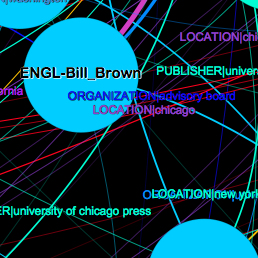 LOCATION|chi
ENGL-Bill_Brown
PUBLISHER|univer
ornia
ORGANIZATION|advisory board
LOCATION|chicago
LOCATION|new york
ER|university of chicago press